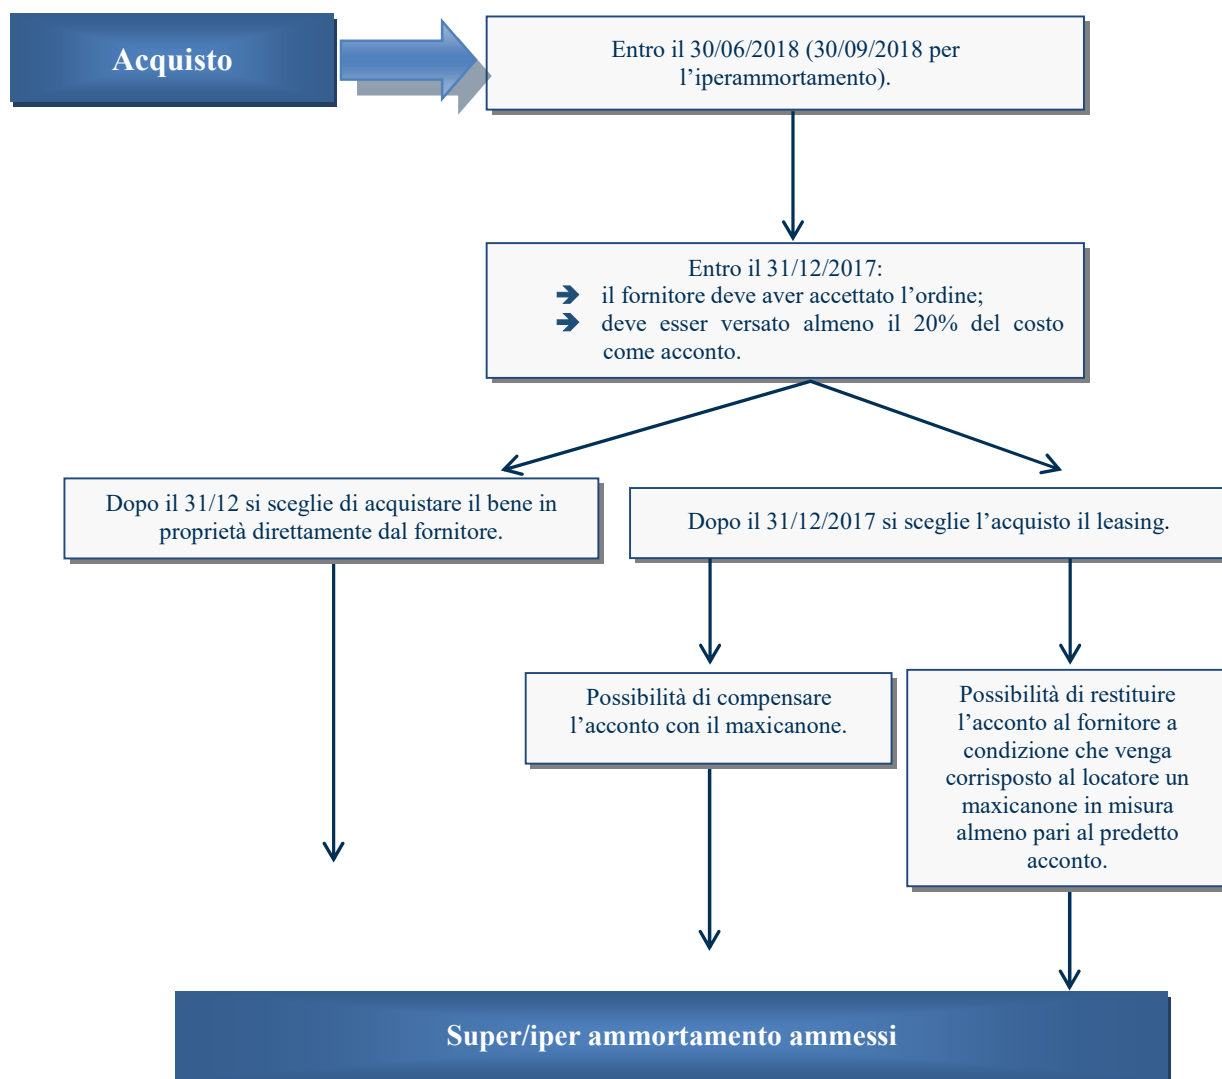 Acquisto
Entro il 30/06/2018 (30/09/2018 per
l’iperammortamento).
Entro il 31/12/2017:
➔ il fornitore deve aver accettato l’ordine;
➔ deve esser versato almeno il 20% del costo
come acconto.
Dopo il 31/12 si sceglie di acquistare il bene in
proprietà direttamente dal fornitore.
Dopo il 31/12/2017 si sceglie l’acquisto il leasing.
Possibilità di compensare
l’acconto con il maxicanone.
Possibilità di restituire
l’acconto al fornitore a
condizione che venga
corrisposto al locatore un
maxicanone in misura
almeno pari al predetto
acconto.
Super/iper ammortamento ammessi